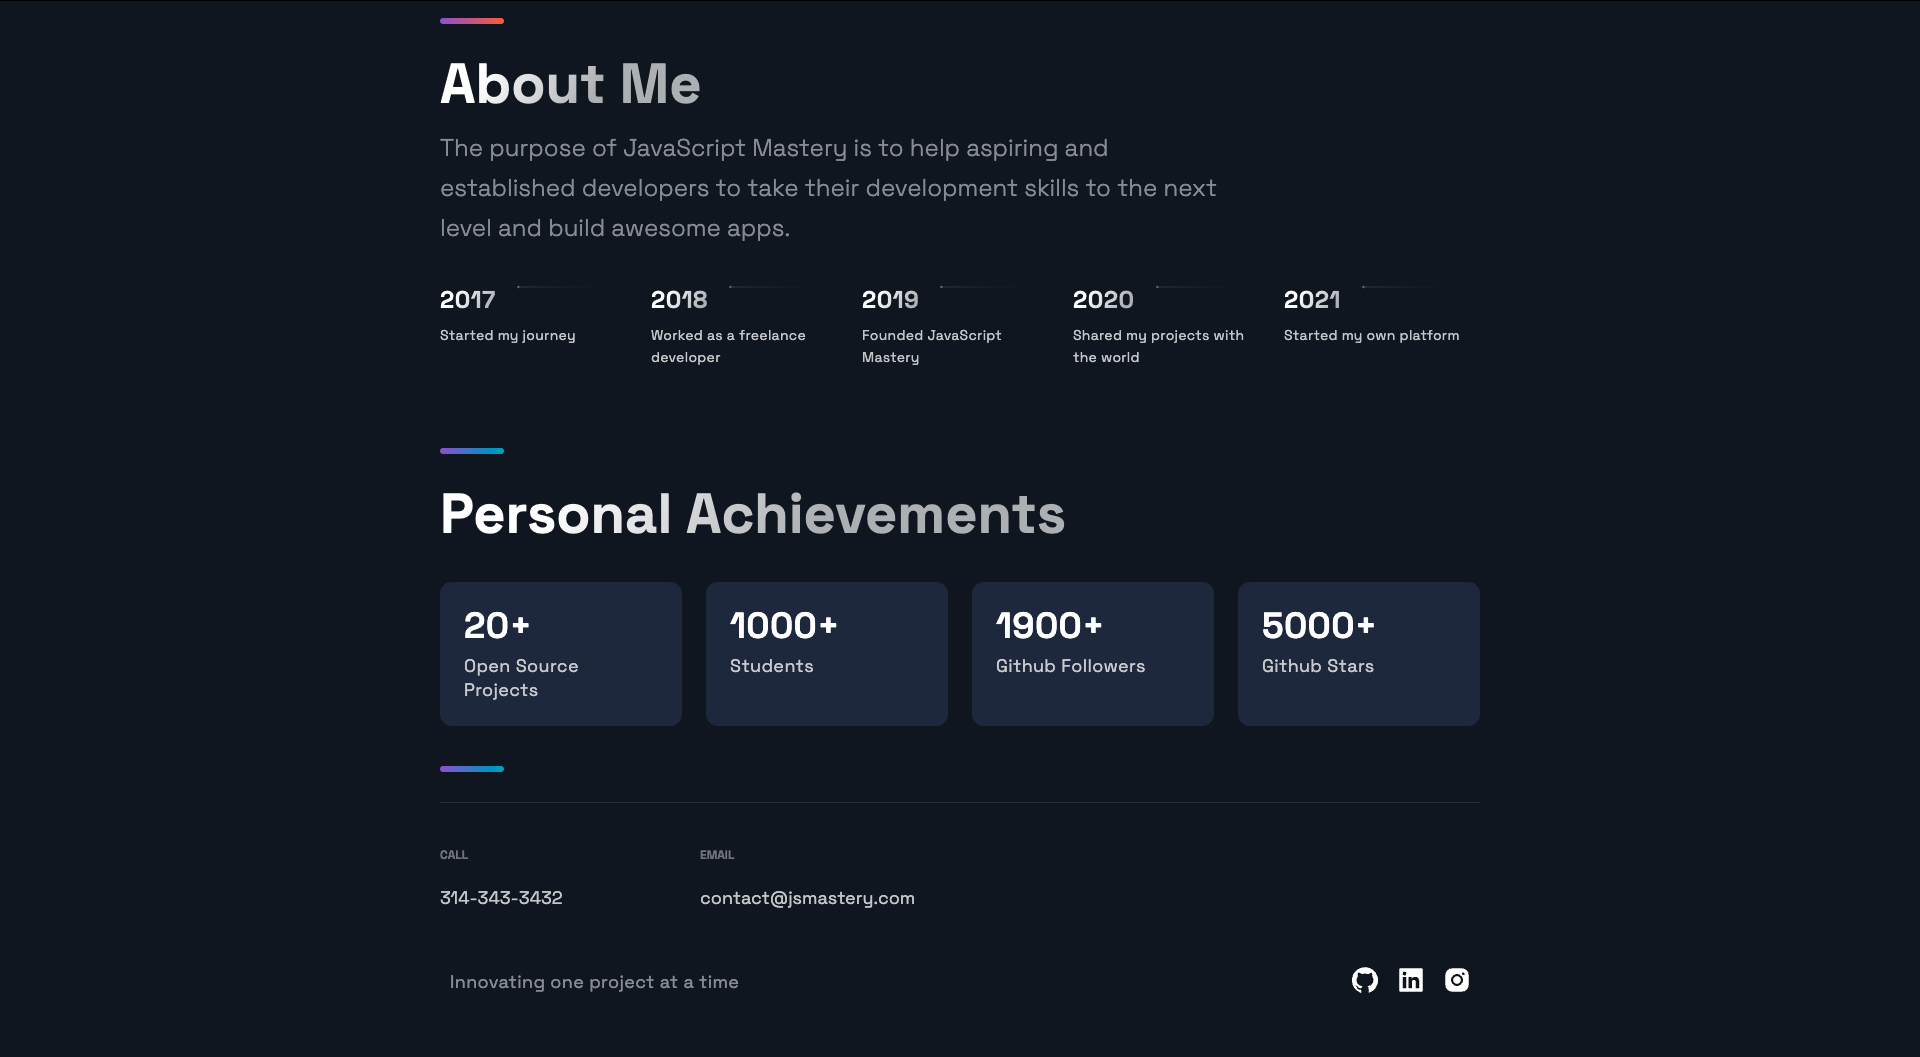 About Me
The purpose of JavaScript Mastery is to help aspiring and
established developers to take their development skills to the next
level and build awesome apps.
2017
Started my journey
2018
Worked as a freelance
developer
2019
Founded JavaScript
Mastery
2020
Shared my projects with
the world
2021
Started my own platform
Personal Achievements
20+
Open Source
Projects
1000+
Students
1900+
Github Followers
5000+
Github Stars
CALL
314-343-3432
EMAIL
contact@jsmastery.com
Innovating one project at a time
in